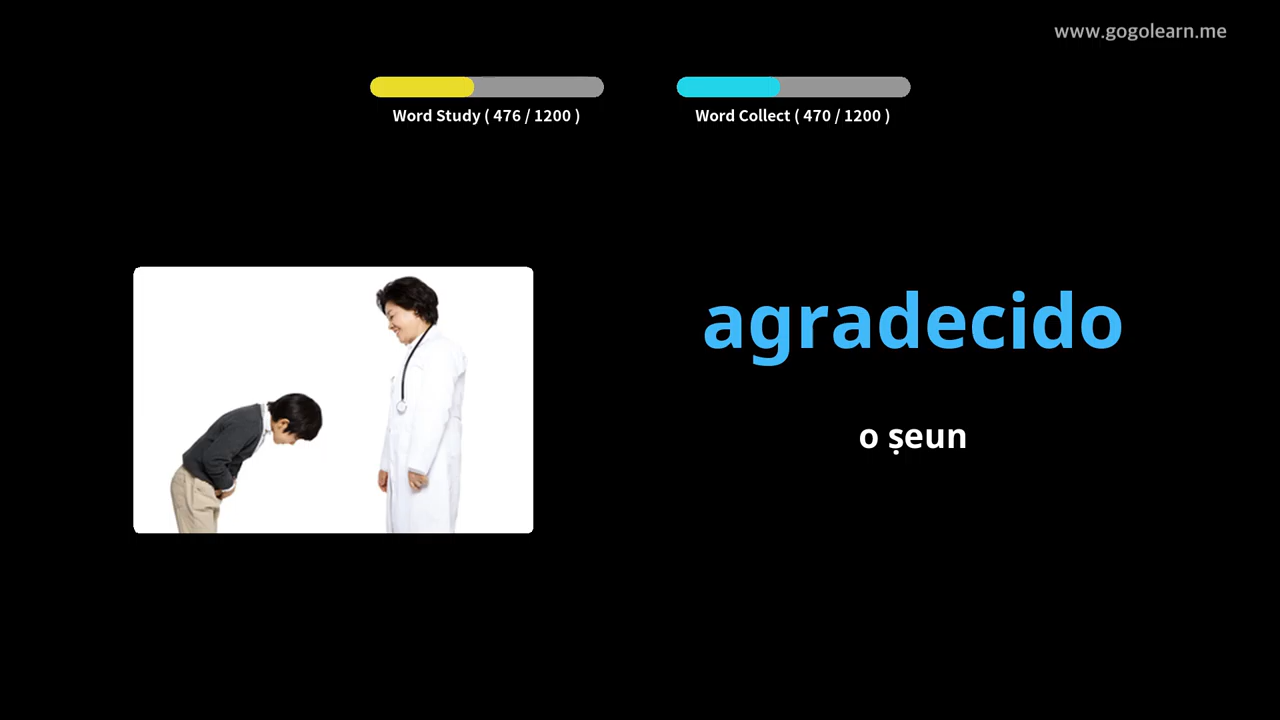 www.gogolearn.me
Word Study ( 476 / 1200 )
Word Collect ( 470 / 1200 )
agradecido
o ṣeun